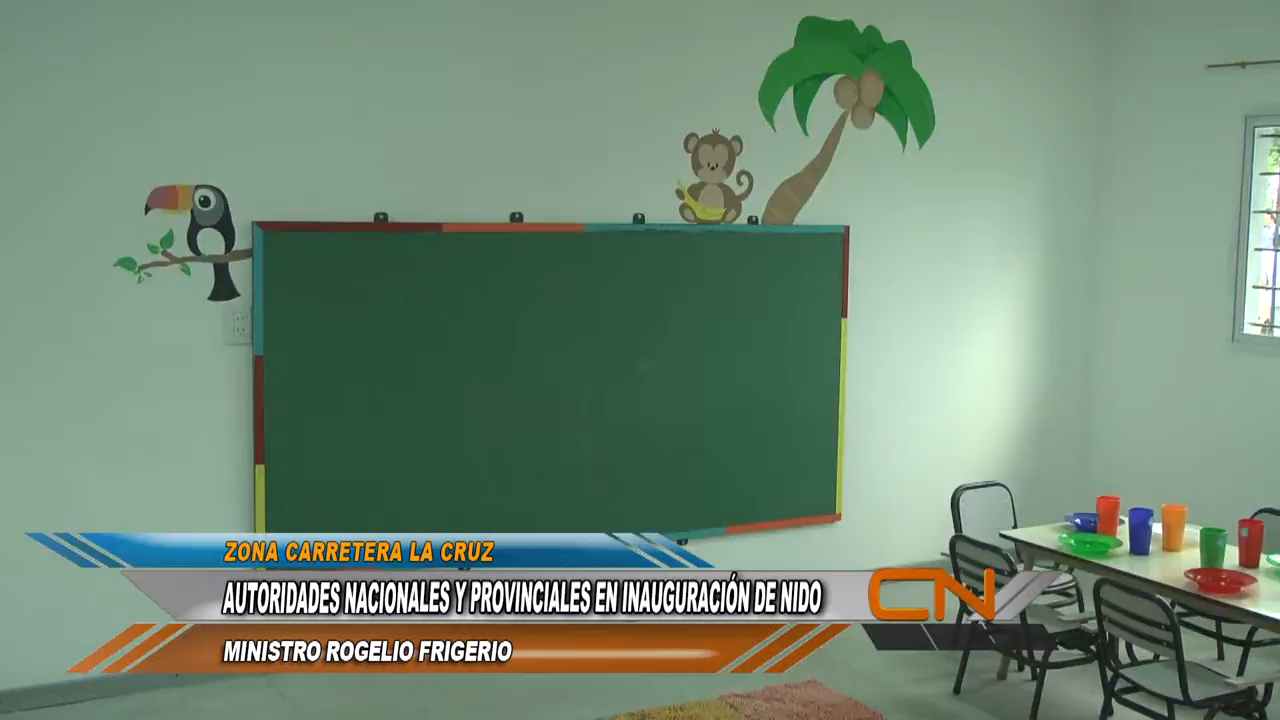 ZONA CARRETERA LA CRUZ
AUTORIDADES NACIONALES Y PROVINCIALES EN INAUGURACIÓN DE NIDO
CN
MINISTRO ROGELIO FRIGERIO